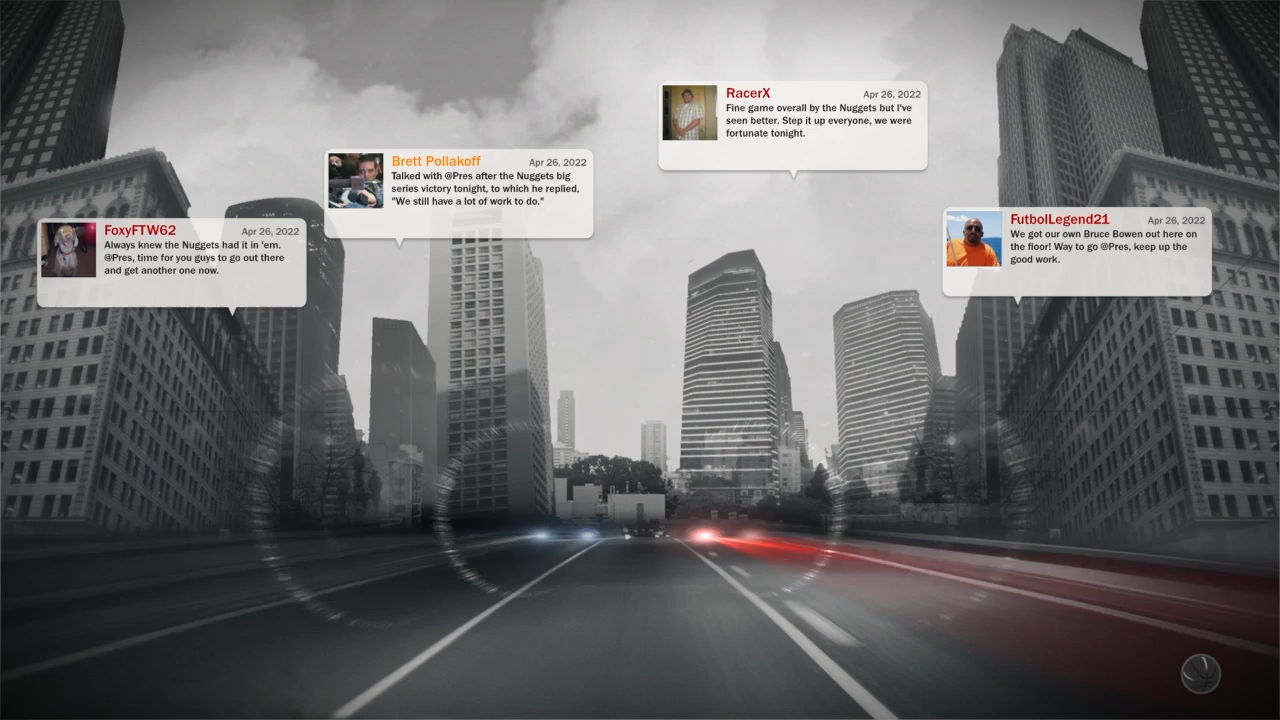 RacerX Apr 26, 2022
Fine game overall by the Nuggets but I've
seen better. Step it up everyone, we were
fortunate tonight.
Brett Pollakoff Apr 26, 2022
Talked with @Pres after the Nuggets big
series victory tonight, to which he replied,
"We still have a lot of work to do."
FoxyFTW62 Apr 26, 2022
Always knew the Nuggets had it in 'em.
@Pres, time for you guys to go out there
and get another one now.
FutbolLegend21 Apr 26, 2022
We got our own Bruce Bowen out here on
the floor! Way to go @Pres, keep up the
good work.